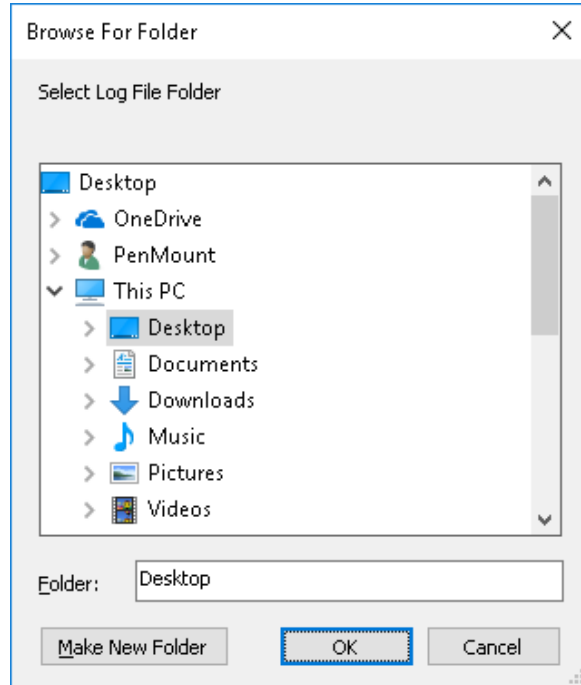 Browse For Folder
Select Log File Folder
Desktop
OneDrive
PenMount
This PC
Desktop
Documents
Downloads
Music
Pictures
Videos
Folder: Desktop
Make New Folder OK Cancel